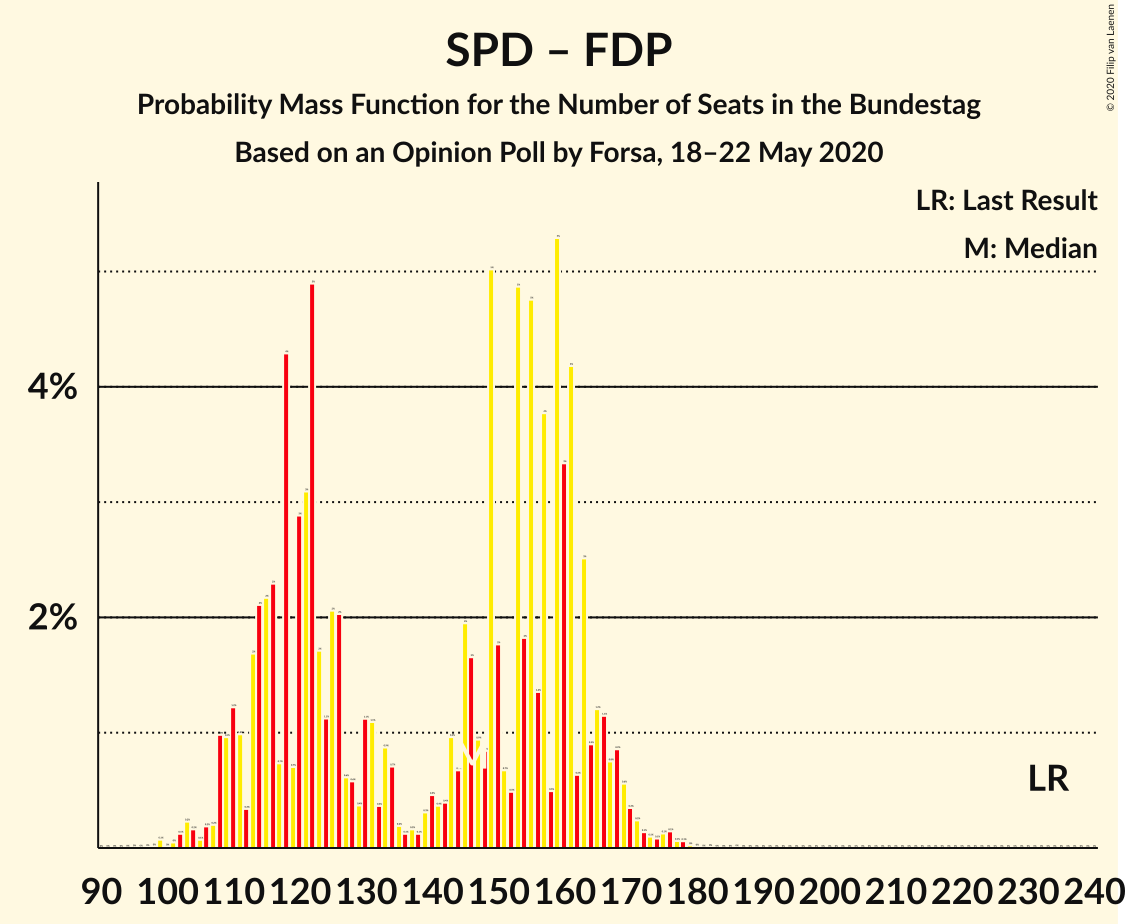 SPD – FDP
Probability Mass Function for the Number of Seats in the Bundestag
Based on an Opinion Poll by Forsa, 18–22 May 2020
© 2020 Filip van Laenen
LR: Last Result
M: Median
4%
2%
LR
90 100 110 120 130 140 150 160 170 180 190 200 210 220 230 240